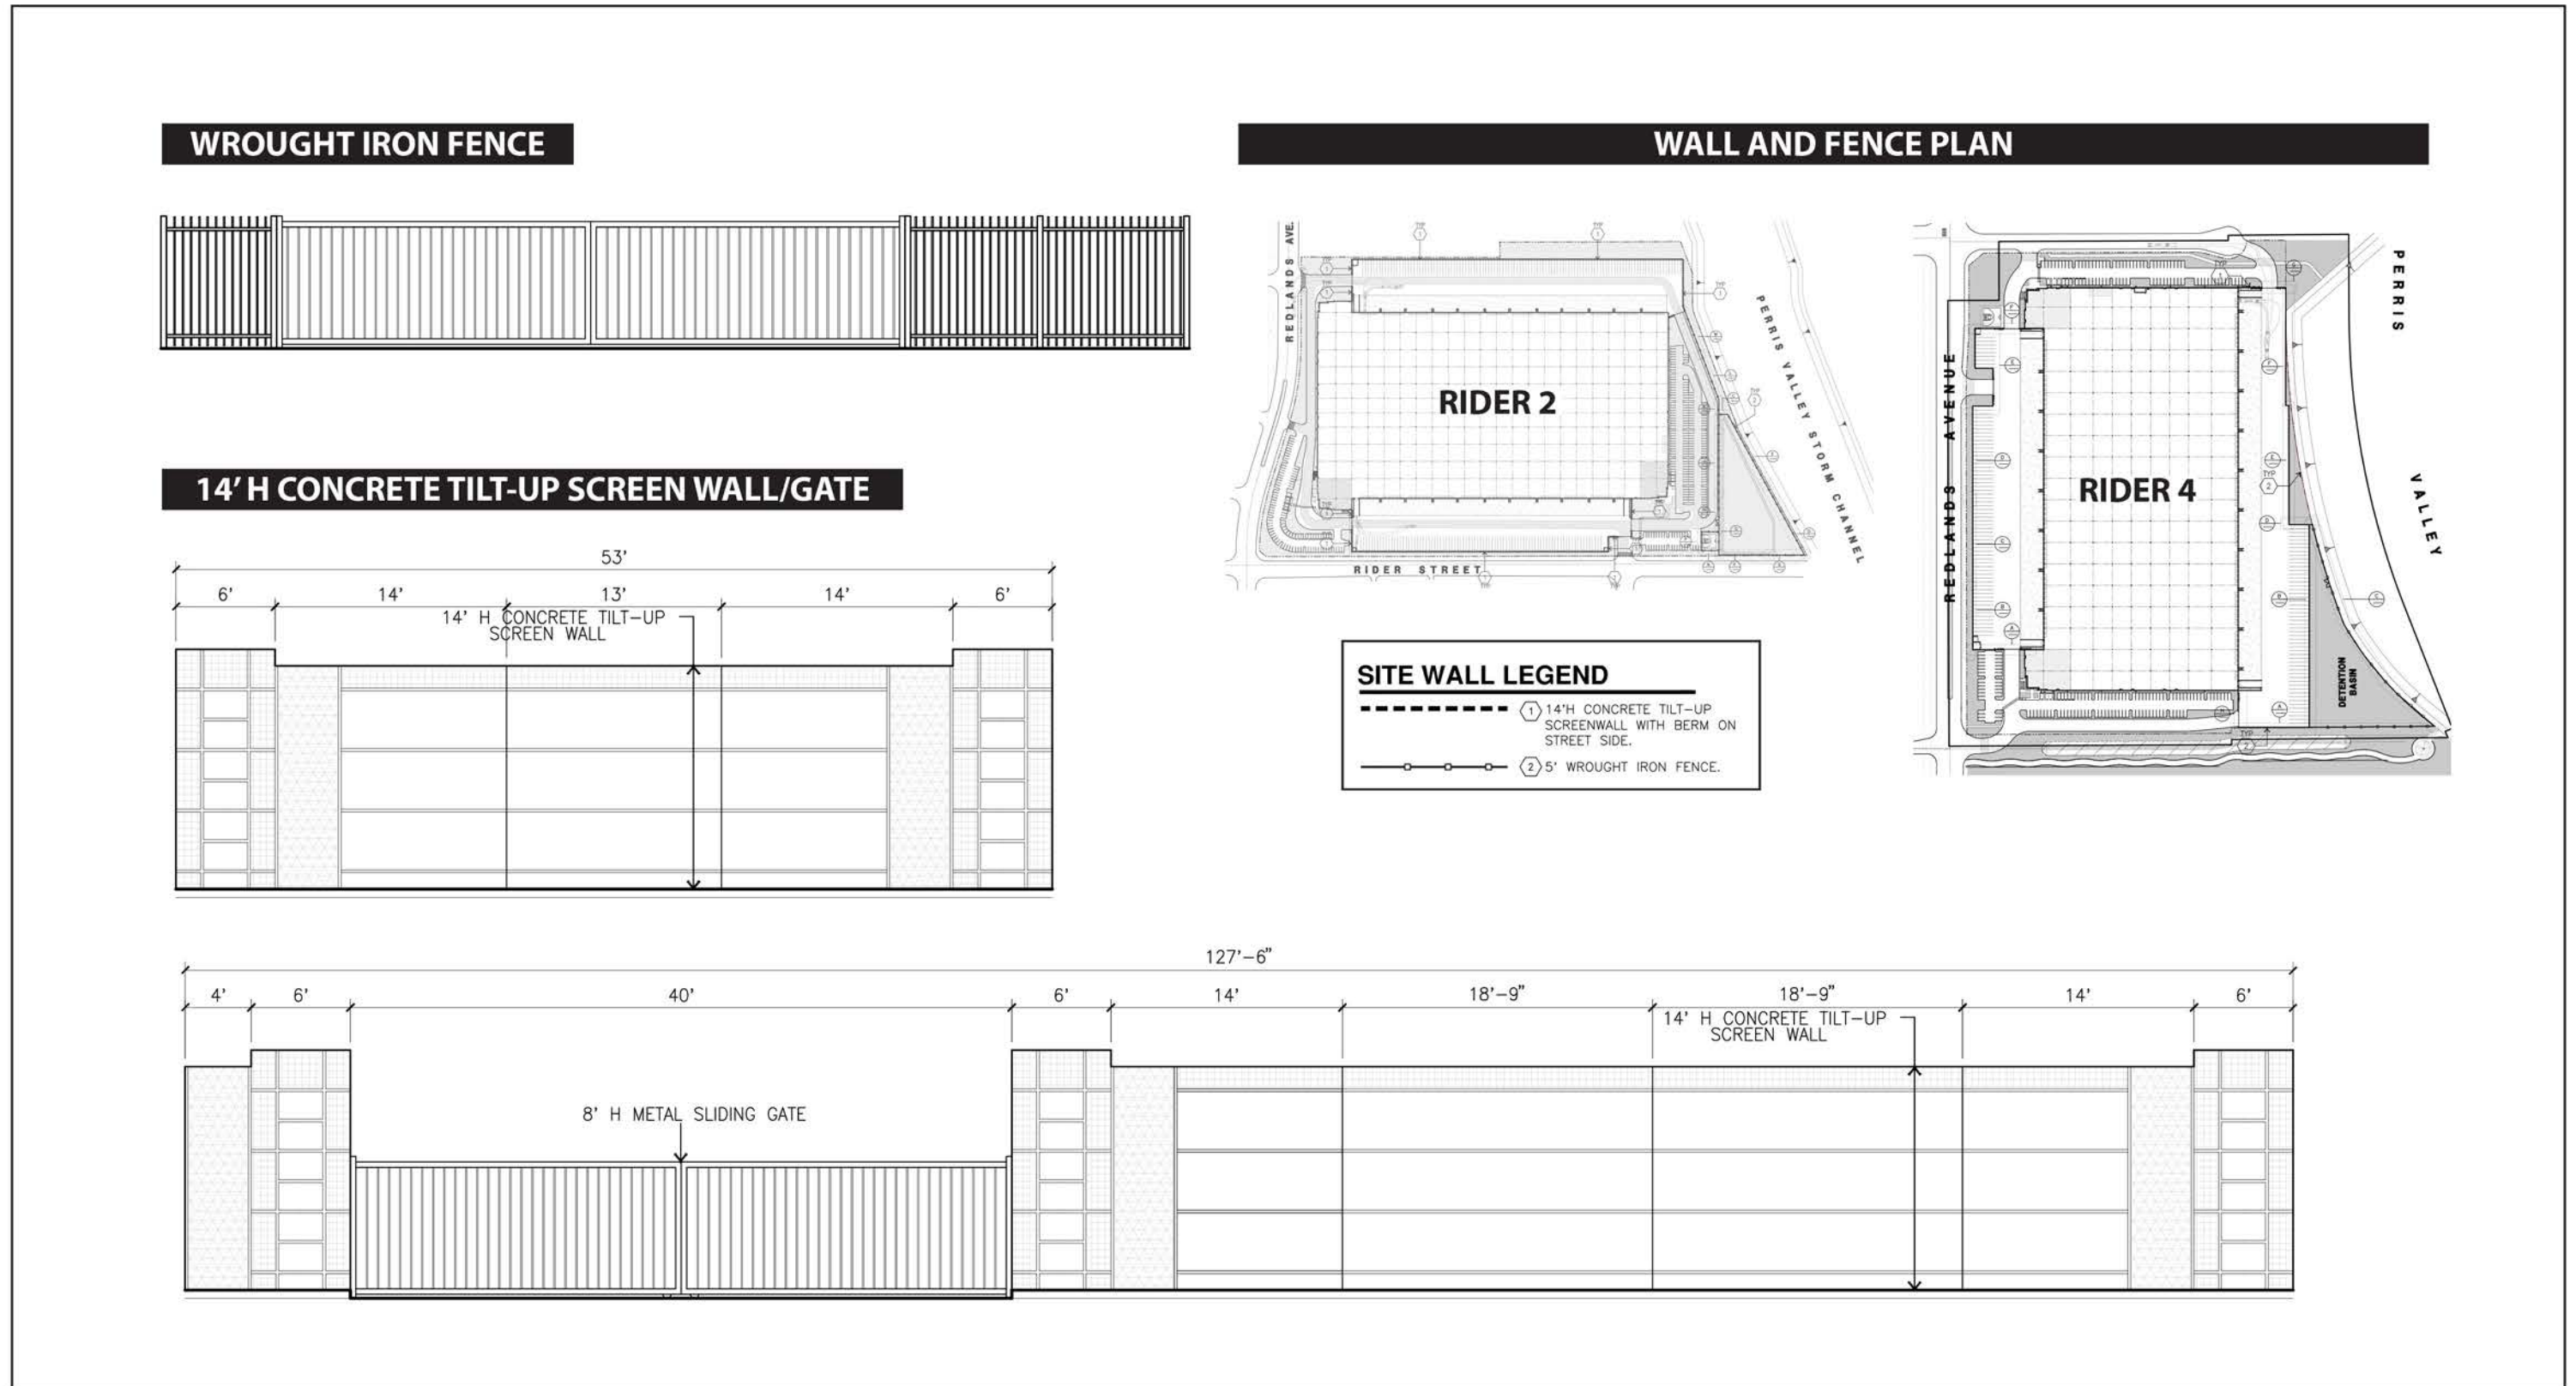 WROUGHT IRON FENCE
WALL AND FENCE PLAN
REDLANDS AVE.
RIDER 2
PERRIS VALLEY STORM CHANNEL
RIDER STREET
REDLANDS AVENUE
RIDER 4
PERRIS
VALLEY
DETENTION
BASIN
SITE WALL LEGEND
1 14'H CONCRETE TILT-UP
SCREENWALL WITH BERM ON
STREET SIDE.
2 5' WROUGHT IRON FENCE.
14' H CONCRETE TILT-UP SCREEN WALL/GATE
53'
6' 14' 13' 14' 6'
14' H CONCRETE TILT-UP
SCREEN WALL
127'-6"
4' 6' 40' 6' 14' 18'-9" 18'-9" 14' 6'
14' H CONCRETE TILT-UP
SCREEN WALL
8' H METAL SLIDING GATE